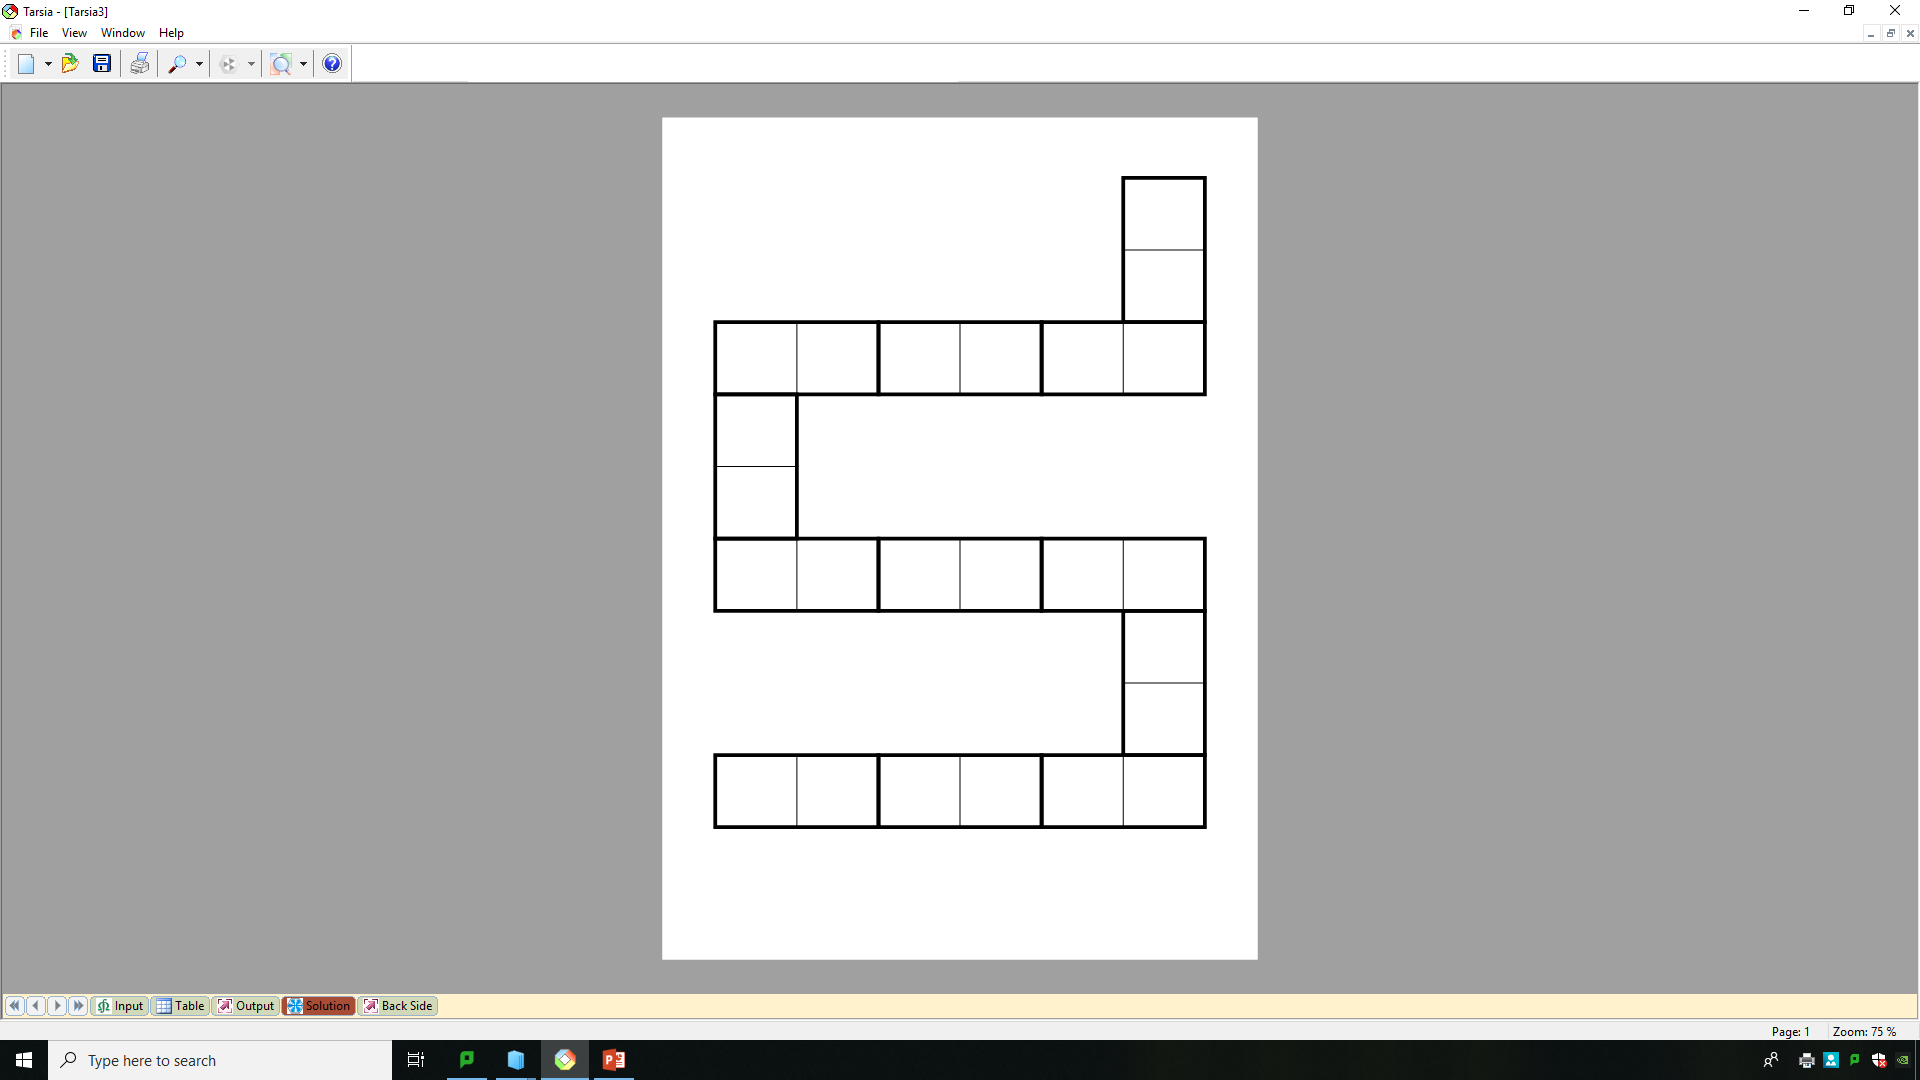 Tarsia - [Tarsia3]
File View Window Help
Input Table Output Solution Back Side
Page: 1 Zoom: 75 %
Type here to search